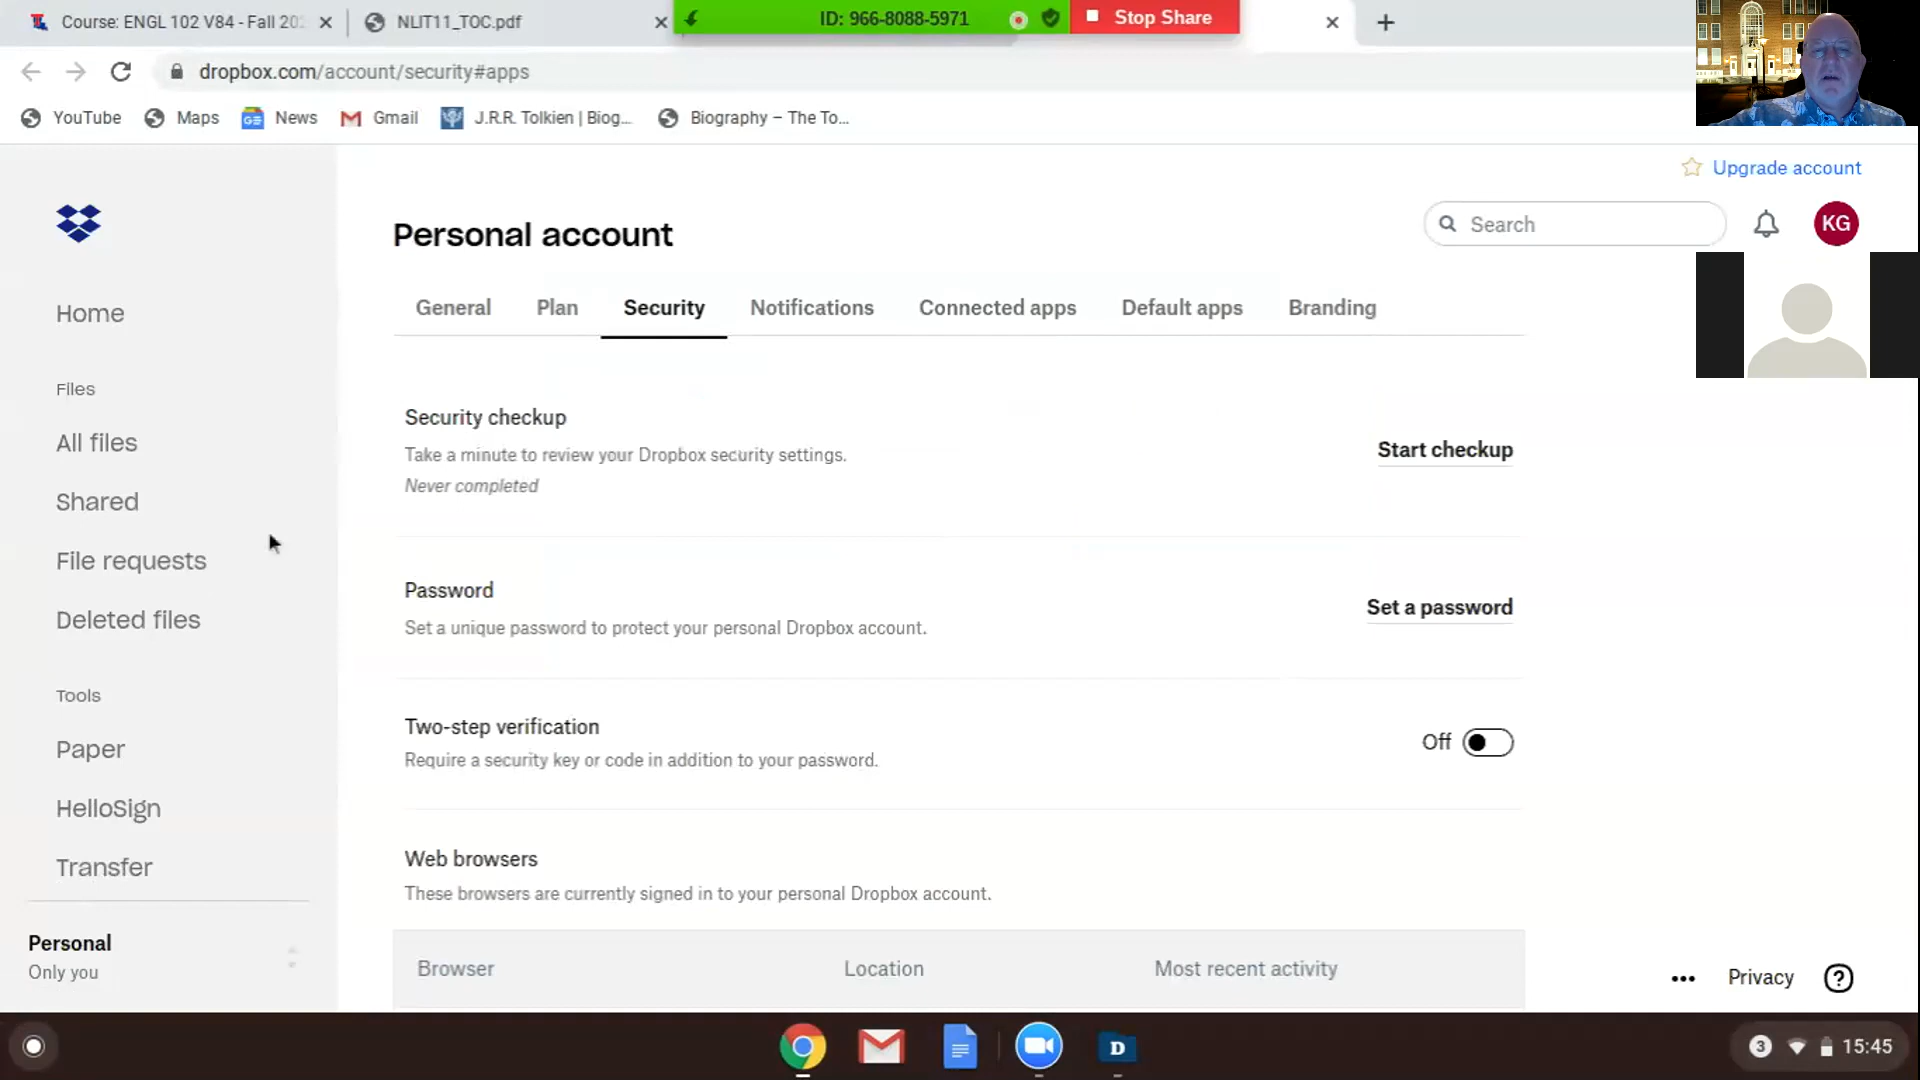 Course: ENGL 102 V84 - Fall 20
NLIT11_TOC.pdf
ID: 966-8088-5971
Stop Share
dropbox.com/account/security#apps
YouTube
Maps
News
Gmail
J.R.R. Tolkien | Biog...
Biography – The To...
Upgrade account
Personal account
Search
KG
General
Plan
Security
Notifications
Connected apps
Default apps
Branding
Home
Files
All files
Shared
File requests
Deleted files
Tools
Paper
HelloSign
Transfer
Personal
Only you
Security checkup
Take a minute to review your Dropbox security settings.
Never completed
Start checkup
Password
Set a unique password to protect your personal Dropbox account.
Set a password
Two-step verification
Require a security key or code in addition to your password.
Off
Web browsers
These browsers are currently signed in to your personal Dropbox account.
Browser
Location
Most recent activity
Privacy
D
3
15:45